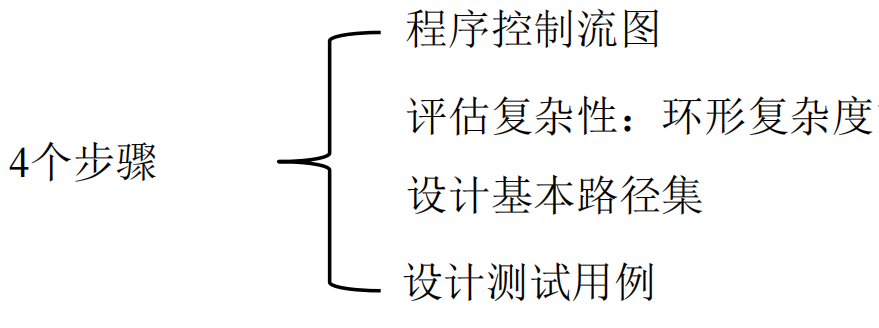 程序控制流图
评估复杂性：环形复杂度
4个步骤
设计基本路径集
设计测试用例